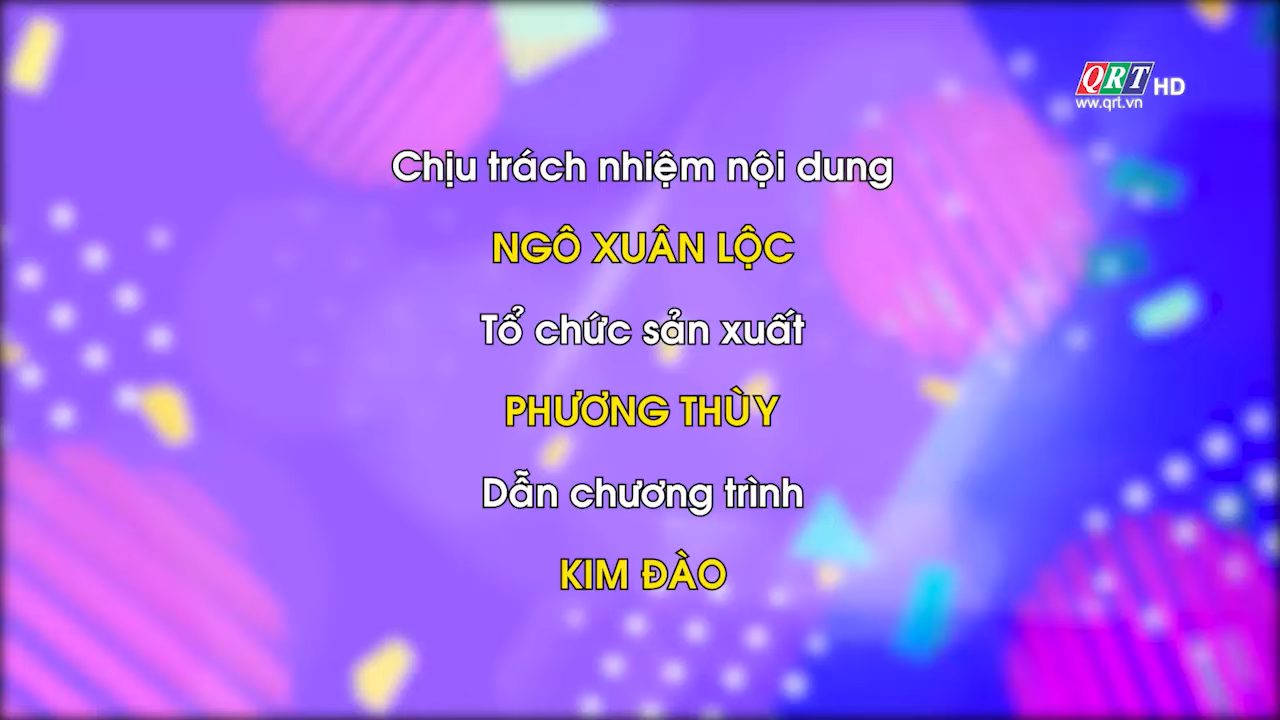 QRT HD
ww.qrt.vn
Chịu trách nhiệm nội dung
NGÔ XUÂN LỘC
Tổ chức sản xuất
PHƯƠNG THÙY
Dẫn chương trình
KIM ĐÀO